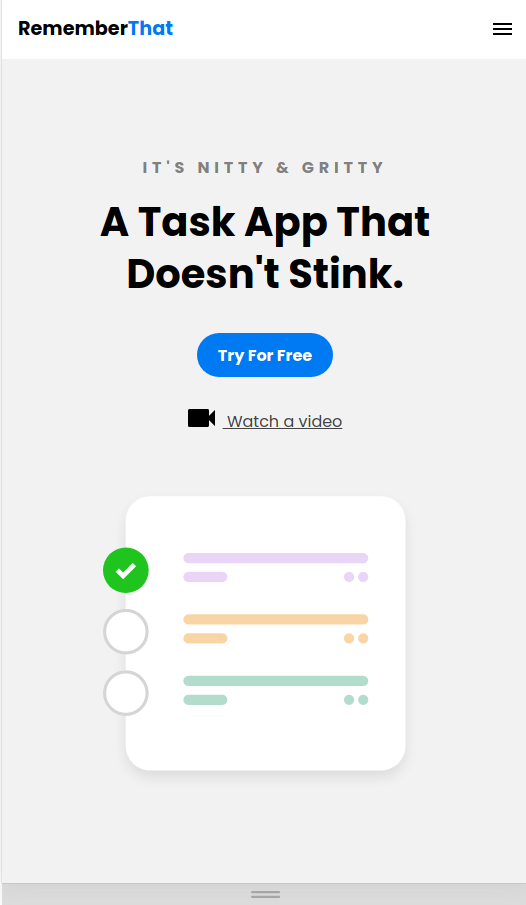 RememberThat
IT'S NITTY & GRITTY
A Task App That
Doesn't Stink.
Try For Free
Watch a video